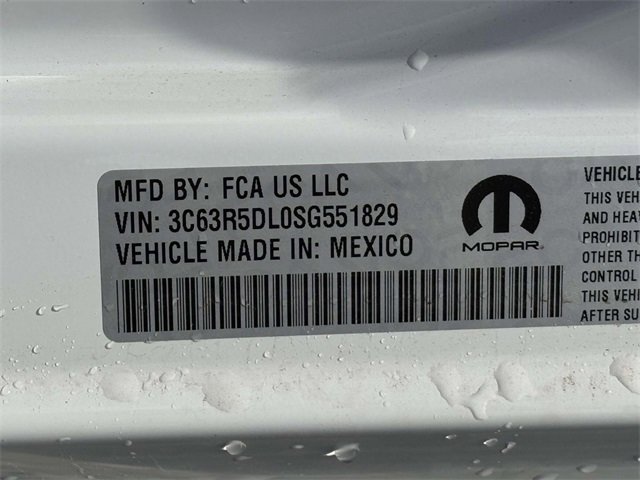 MFD BY: FCA US LLC
VIN: 3C63R5DL0SG551829
VEHICLE MADE IN: MEXICO
MOPAR
VEHICLE
THIS VEH
AND HEA
PROHIBIT
OTHER TH
CONTROL
THIS VEHI
AFTER SU